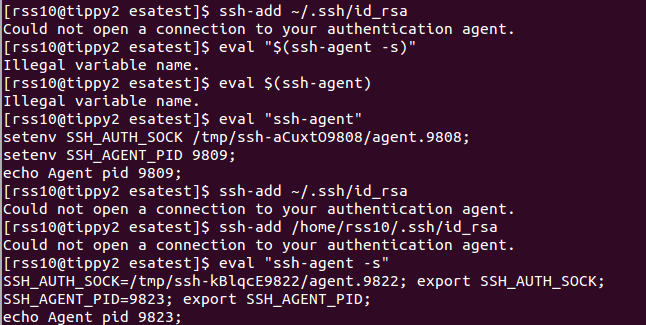 [rss10@tippy2 esatest]$ ssh-add ~/.ssh/id_rsa
Could not open a connection to your authentication agent.
[rss10@tippy2 esatest]$ eval "$(ssh-agent -s)"
Illegal variable name.
[rss10@tippy2 esatest]$ eval $(ssh-agent)
Illegal variable name.
[rss10@tippy2 esatest]$ eval "ssh-agent"
setenv SSH_AUTH_SOCK /tmp/ssh-aCuxtO9808/agent.9808;
setenv SSH_AGENT_PID 9809;
echo Agent pid 9809;
[rss10@tippy2 esatest]$ ssh-add ~/.ssh/id_rsa
Could not open a connection to your authentication agent.
[rss10@tippy2 esatest]$ ssh-add /home/rss10/.ssh/id_rsa
Could not open a connection to your authentication agent.
[rss10@tippy2 esatest]$ eval "ssh-agent -s"
SSH_AUTH_SOCK=/tmp/ssh-kBlqcE9822/agent.9822; export SSH_AUTH_SOCK;
SSH_AGENT_PID=9823; export SSH_AGENT_PID;
echo Agent pid 9823;